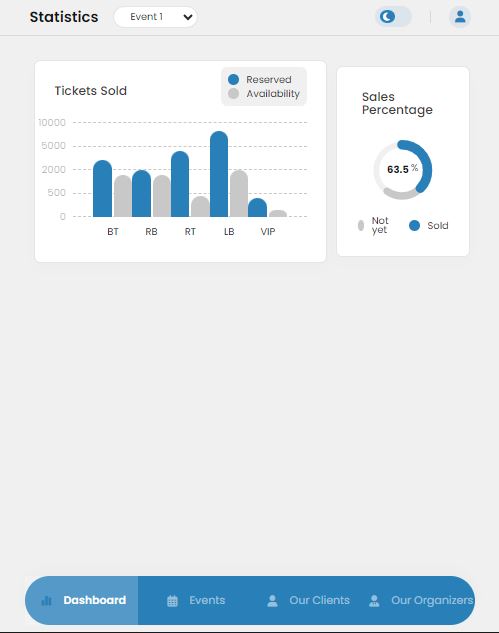 Statistics
Event 1
Tickets Sold
Reserved
Availability
10000
5000
2000
500
0
BT RB RT LB VIP
Sales
Percentage
63.5 %
Not
yet
Sold
Dashboard Events Our Clients Our Organizers